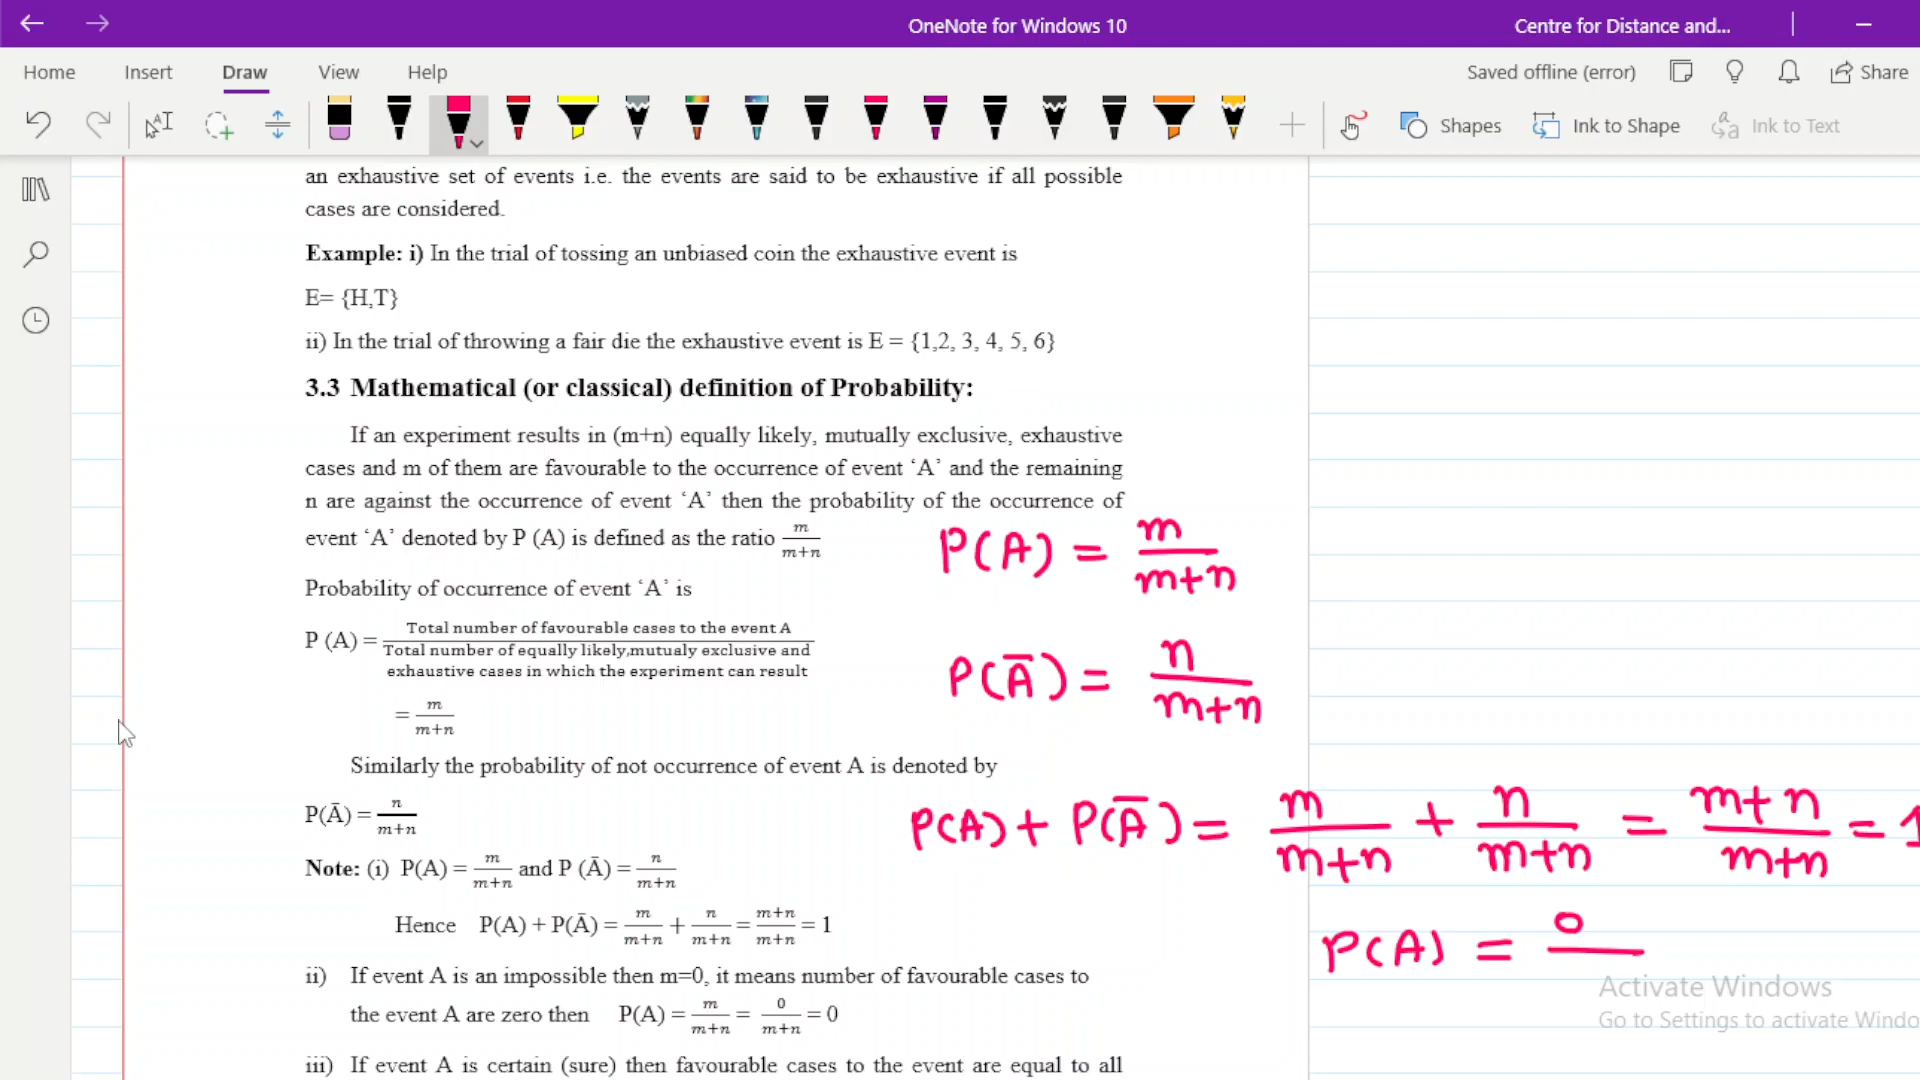 OneNote for Windows 10
Centre for Distance and...
Home Insert Draw View Help
Saved offline (error) Share
Shapes Ink to Shape Ink to Text
an exhaustive set of events i.e. the events are said to be exhaustive if all possible
cases are considered.
Example: i) In the trial of tossing an unbiased coin the exhaustive event is
E= {H,T}
ii) In the trial of throwing a fair die the exhaustive event is E = {1,2, 3, 4, 5, 6}
3.3 Mathematical (or classical) definition of Probability:
If an experiment results in (m+n) equally likely, mutually exclusive, exhaustive
cases and m of them are favourable to the occurrence of event ‘A’ and the remaining
n are against the occurrence of event ‘A’ then the probability of the occurrence of
event ‘A’ denoted by P (A) is defined as the ratio m/m+n
P(A) = m/m+n
Probability of occurrence of event ‘A’ is
P (A) = Total number of favourable cases to the event A
Total number of equally likely,mutualy exclusive and
exhaustive cases in which the experiment can result
P(Ā) = n/m+n
= m/m+n
Similarly the probability of not occurrence of event A is denoted by
P(Ā) = n/m+n
P(A) + P(Ā) = m/m+n + n/m+n = m+n/m+n = 1
Note: (i) P(A) = m/m+n and P (Ā) = n/m+n
Hence P(A) + P(Ā) = m/m+n + n/m+n = m+n/m+n = 1
P(A) = 0
ii) If event A is an impossible then m=0, it means number of favourable cases to
the event A are zero then P(A) = m/m+n = 0/m+n = 0
iii) If event A is certain (sure) then favourable cases to the event are equal to all
Activate Windows
Go to Settings to activate Windo